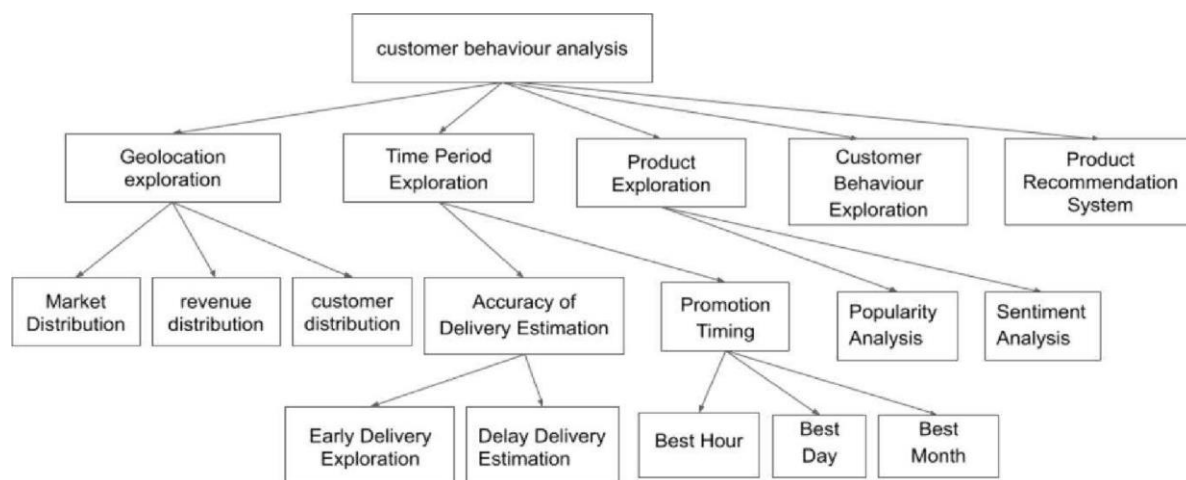 customer behaviour analysis
Geolocation
exploration
Time Period
Exploration
Product
Exploration
Customer
Behaviour
Exploration
Product
Recommendation
System
Market
Distribution
revenue
distribution
customer
distribution
Accuracy of
Delivery Estimation
Promotion
Timing
Popularity
Analysis
Sentiment
Analysis
Early Delivery
Exploration
Delay Delivery
Estimation
Best Hour
Best
Day
Best
Month